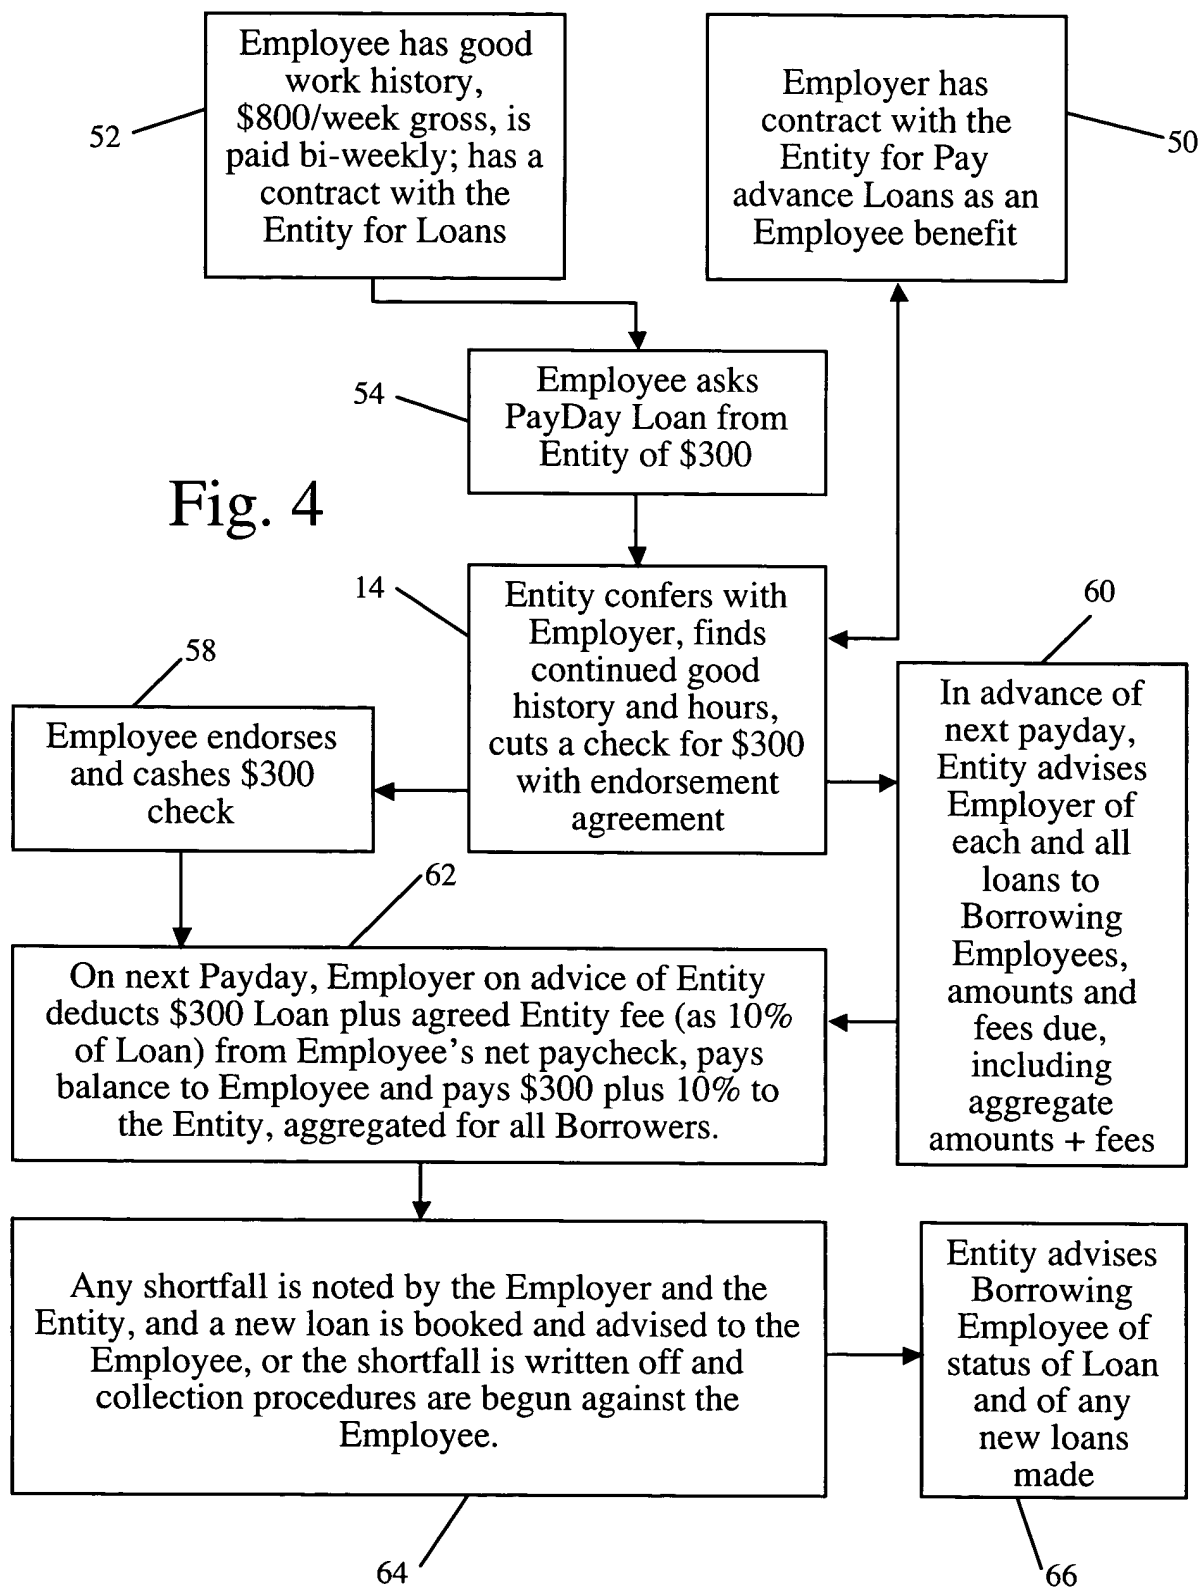 Employee has good
work history,
$800/week gross, is
paid bi-weekly; has a
contract with the
Entity for Loans
52
Employer has
contract with the
Entity for Pay
advance Loans as an
Employee benefit
50
Employee asks
PayDay Loan from
Entity of $300
54
Fig. 4
14
Entity confers with
Employer, finds
continued good
history and hours,
cuts a check for $300
with endorsement
agreement
58
Employee endorses
and cashes $300
check
60
In advance of
next payday,
Entity advises
Employer of
each and all
loans to
Borrowing
Employees,
amounts and
fees due,
including
aggregate
amounts + fees
62
On next Payday, Employer on advice of Entity
deducts $300 Loan plus agreed Entity fee (as 10%
of Loan) from Employee's net paycheck, pays
balance to Employee and pays $300 plus 10% to
the Entity, aggregated for all Borrowers.
Any shortfall is noted by the Employer and the
Entity, and a new loan is booked and advised to the
Employee, or the shortfall is written off and
collection procedures are begun against the
Employee.
64
Entity advises
Borrowing
Employee of
status of Loan
and of any
new loans
made
66